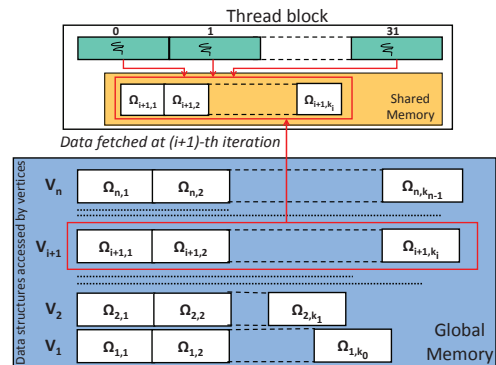 Thread block
0 1 31
Ω_{i+1,1} Ω_{i+1,2} Ω_{i+1,k_i}
Shared
Memory
Data fetched at (i+1)-th iteration
Data structures accessed by vertices
V_n Ω_{n,1} Ω_{n,2} Ω_{n,k_{n-1}}
V_{i+1} Ω_{i+1,1} Ω_{i+1,2} Ω_{i+1,k_i}
V_2 Ω_{2,1} Ω_{2,2} Ω_{2,k_1}
V_1 Ω_{1,1} Ω_{1,2} Ω_{1,k_0}
Global
Memory